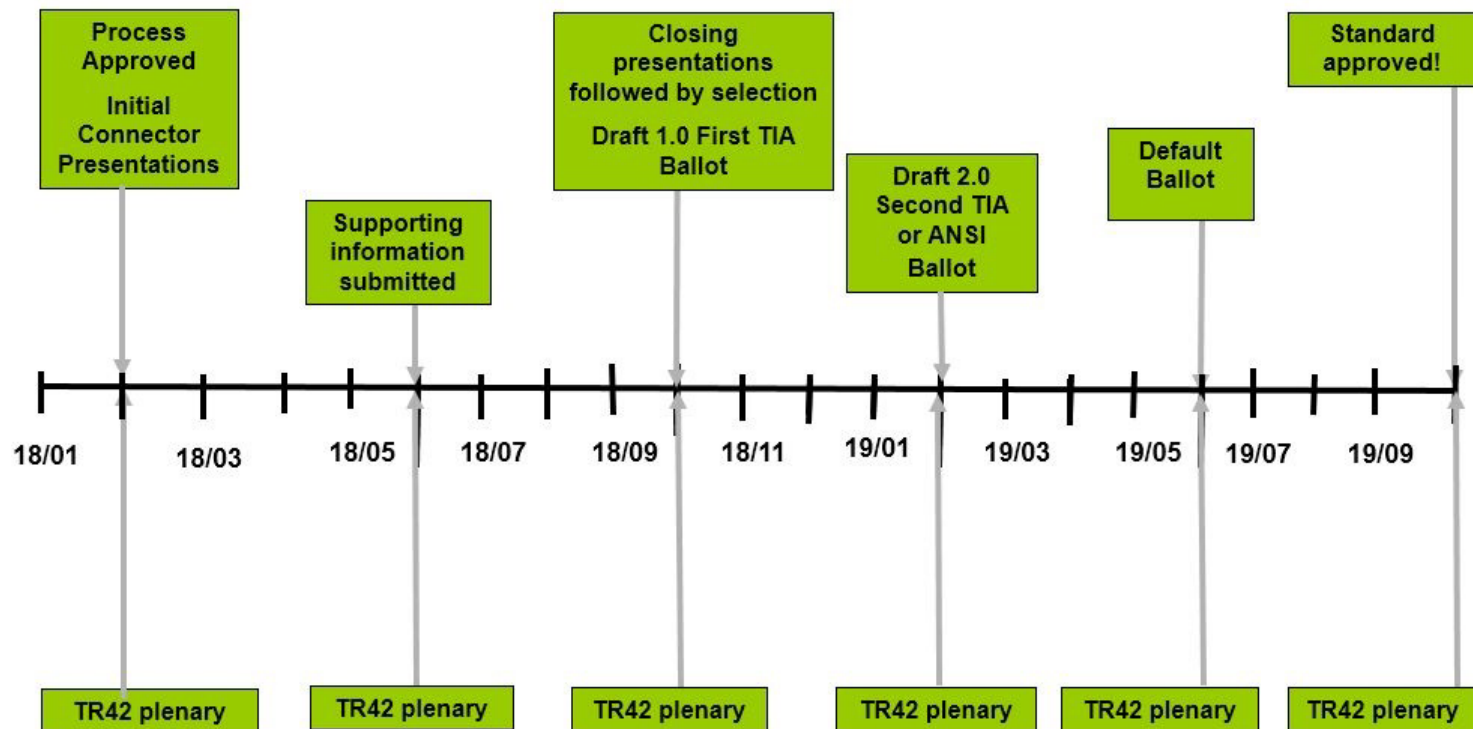 Process
Approved
Initial
Connector
Presentations
Supporting
information
submitted
Closing
presentations
followed by selection
Draft 1.0 First TIA
Ballot
Draft 2.0
Second TIA
or ANSI
Ballot
Default
Ballot
Standard
approved!
18/01
18/03
18/05
18/07
18/09
18/11
19/01
19/03
19/05
19/07
19/09
TR42 plenary
TR42 plenary
TR42 plenary
TR42 plenary
TR42 plenary
TR42 plenary